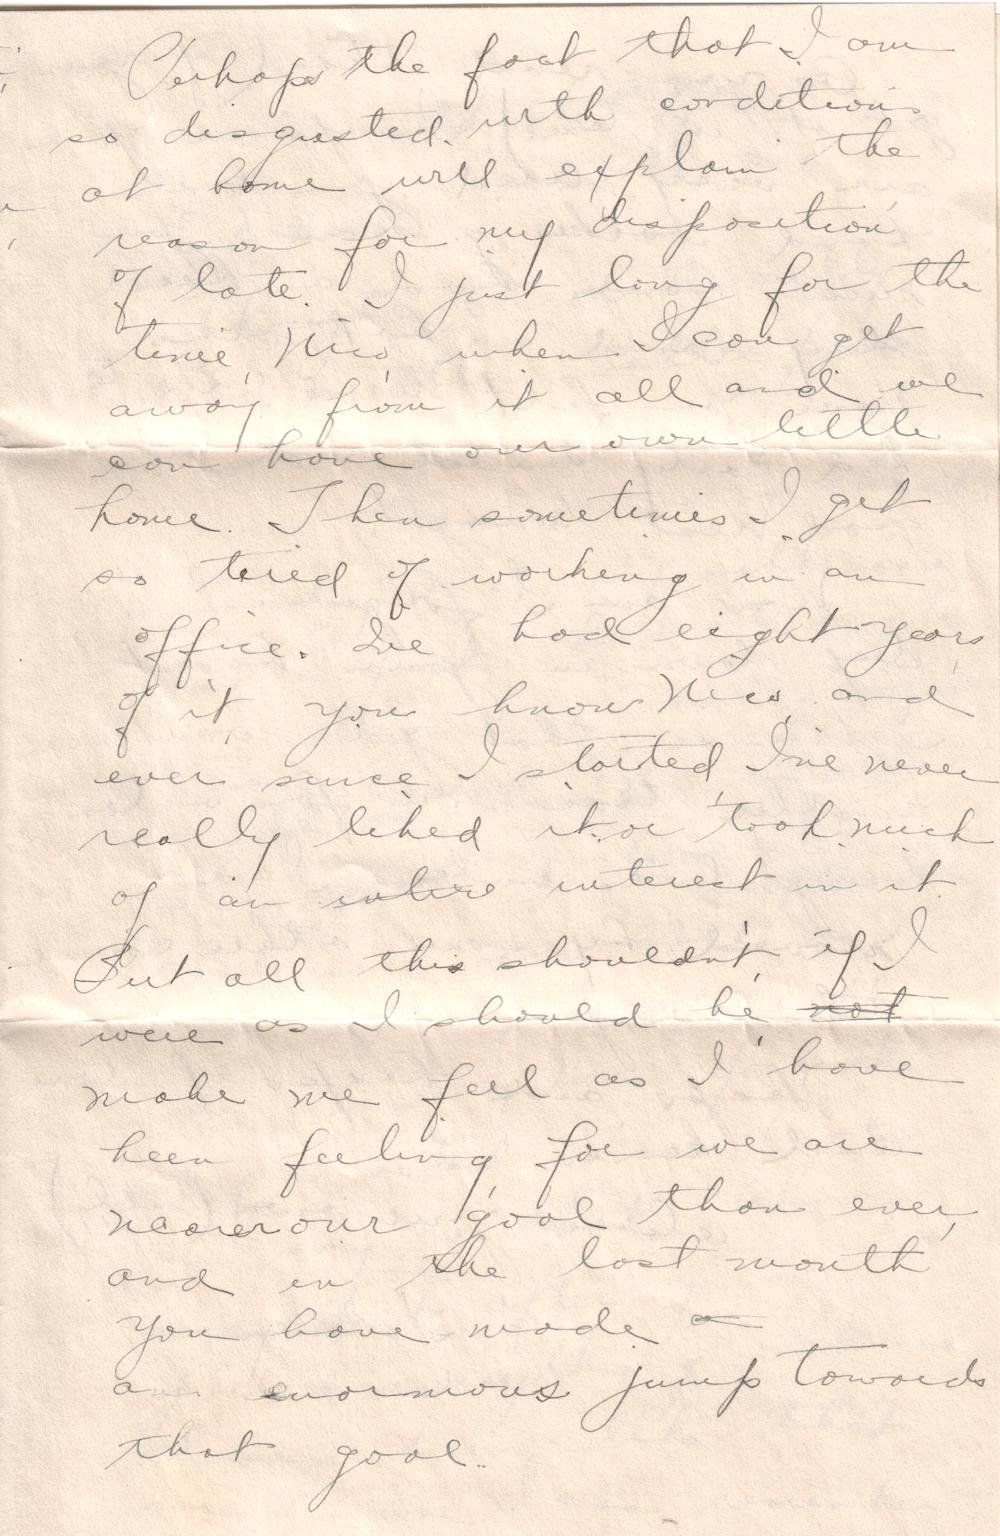 Perhaps the fact that I am
so disgusted with conditions
at home will explain the
reason for my disposition
of late. I just long for the
time, Nico, when I can get
away from it all and we
can have our own little
home. Then sometimes I get
so tired of working in an
office. I've had eight years
of it, you know Nico, and
ever since I started, I've never
really liked it or took much
of an interest in it.
But all this shouldn't, if I
were as I should be, not
make me feel as I have
been feeling, for we are
nearer our goal than ever,
and in the last month
you have made a
an enormous jump towards
that goal.